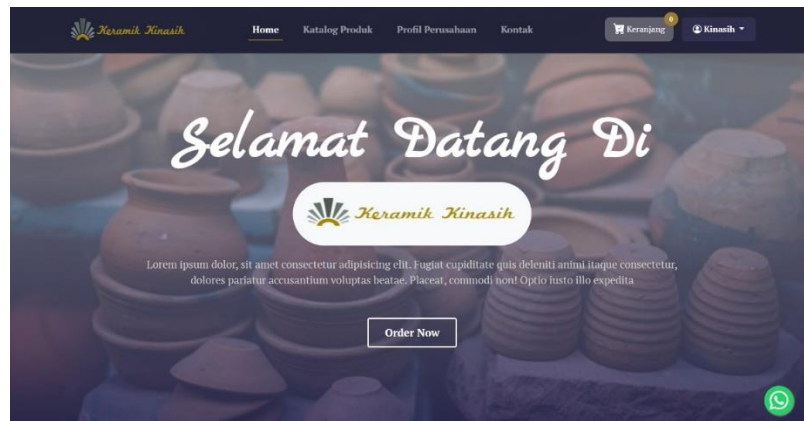 Keramik Kinasih
Home
Katalog Produk
Profil Perusahaan
Kontak
Keranjang
0
Kinasih
Selamat Datang Di
Keramik Kinasih
Lorem ipsum dolor, sit amet consectetur adipisicing elit. Fugiat cupiditate quis deleniti animi itaque consectetur,
dolores pariatur accusantium voluptas beatae. Placeat, commodi non! Optio iusto illo expedita
Order Now